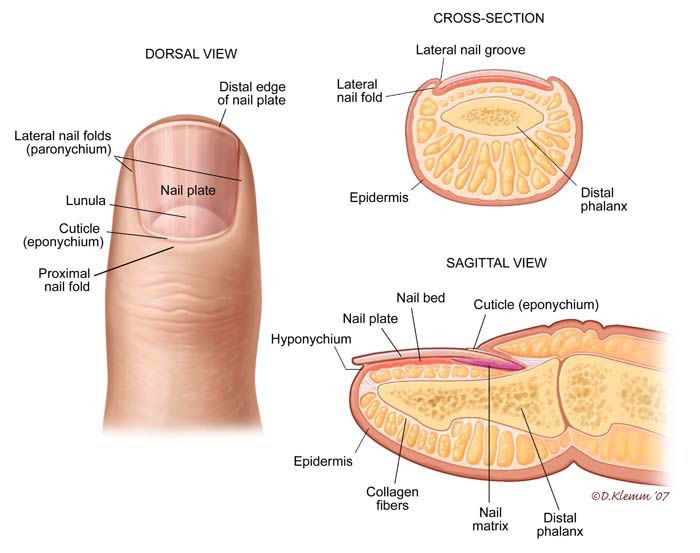 DORSAL VIEW
Distal edge
of nail plate
Lateral nail folds
(paronychium)
Nail plate
Lunula
Cuticle
(eponychium)
Proximal
nail fold
CROSS-SECTION
Lateral nail groove
Lateral
nail fold
Epidermis
Distal
phalanx
SAGITTAL VIEW
Nail bed
Cuticle (eponychium)
Nail plate
Hyponychium
Epidermis
Collagen
fibers
Nail
matrix
Distal
phalanx
©D.Klemm '07